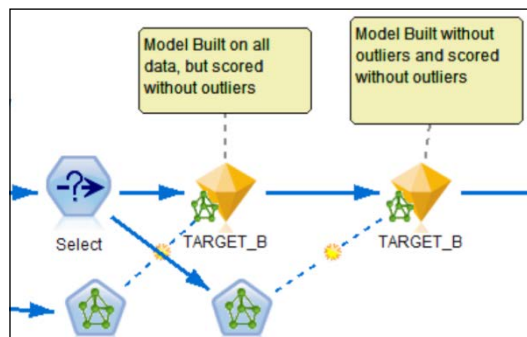 Model Built on all
data, but scored
without outliers
Model Built without
outliers and scored
without outliers
Select
TARGET_B
TARGET_B